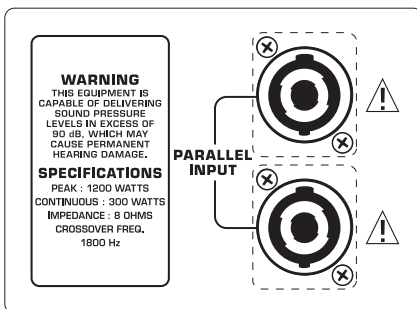 WARNING
THIS EQUIPMENT IS
CAPABLE OF DELIVERING
SOUND PRESSURE
LEVELS IN EXCESS OF
90 dB, WHICH MAY
CAUSE PERMANENT
HEARING DAMAGE.
SPECIFICATIONS
PEAK : 1200 WATTS
CONTINUOUS : 300 WATTS
IMPEDANCE : 8 OHMS
CROSSOVER FREQ.
1800 Hz
PARALLEL
INPUT